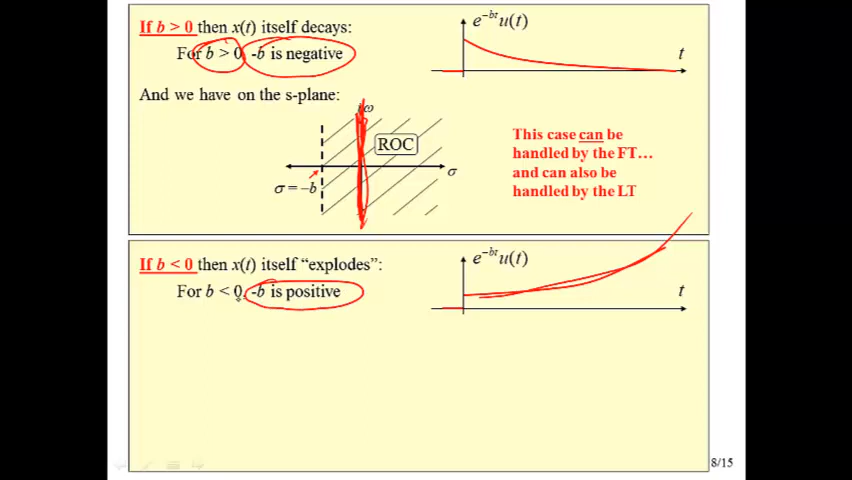 If b > 0 then x(t) itself decays:
For b > 0, -b is negative
e^{-bt}u(t)
t
And we have on the s-plane:
jω
ROC
σ
σ = –b
This case can be
handled by the FT…
and can also be
handled by the LT
If b < 0 then x(t) itself “explodes”:
For b < 0, -b is positive
e^{-bt}u(t)
t
8/15